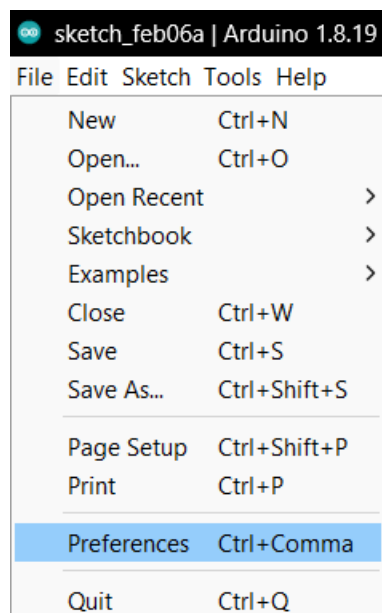 sketch_feb06a | Arduino 1.8.19
File Edit Sketch Tools Help
New Ctrl+N
Open... Ctrl+O
Open Recent
Sketchbook
Examples
Close Ctrl+W
Save Ctrl+S
Save As... Ctrl+Shift+S
Page Setup Ctrl+Shift+P
Print Ctrl+P
Preferences Ctrl+Comma
Quit Ctrl+Q